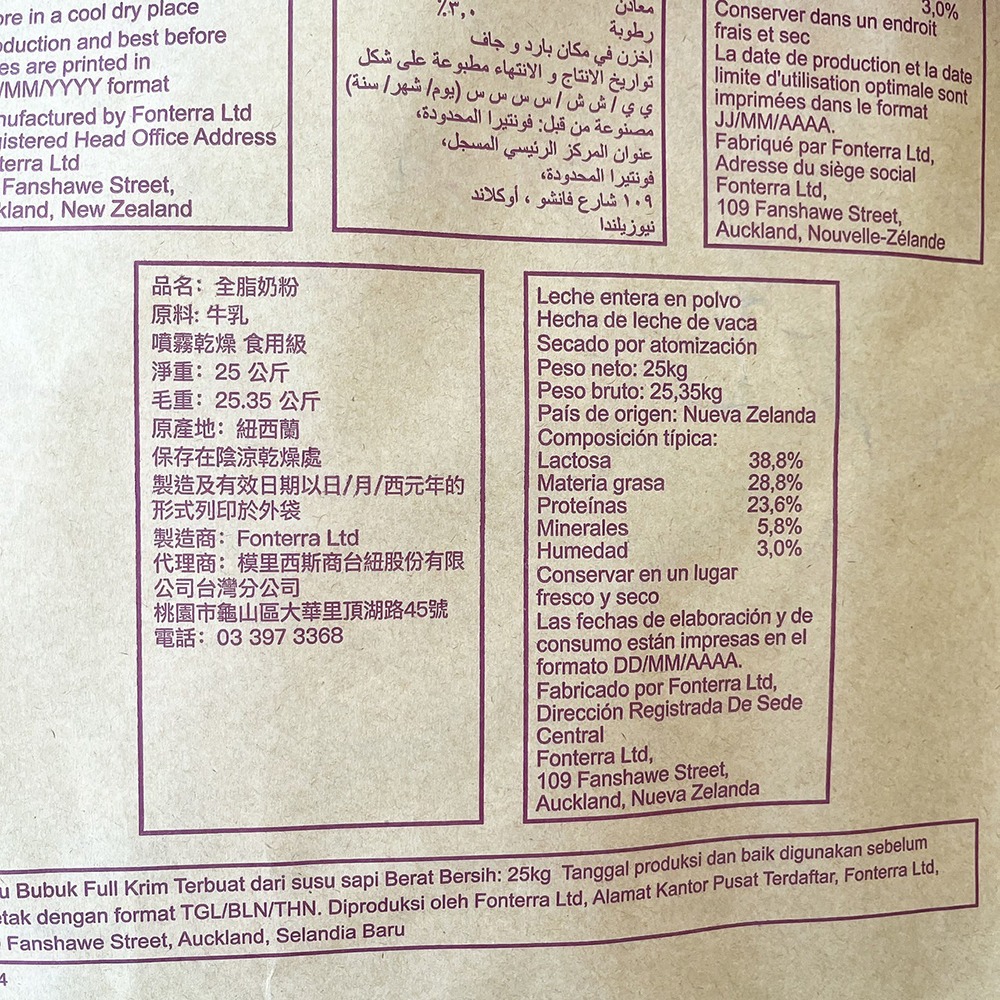 ore in a cool dry place
oduction and best before
es are printed in
/MM/YYYY format
nufactured by Fonterra Ltd
gistered Head Office Address
terra Ltd
Fanshawe Street,
kland, New Zealand
معادن
رطوبة ٣,٠٪
إخزن في مكان بارد و جاف
تواريخ الانتاج و الانتهاء مطبوعة على شكل
ي ي / ش ش / س س س س (يوم/ شهر/ سنة)
مصنوعة من قبل: فونتيرا المحدودة،
عنوان المركز الرئيسي المسجل،
فونتيرا المحدودة،
١٠٩ شارع فانشو ، أوكلاند
نيوزيلندا
3,0%
Conserver dans un endroit
frais et sec
La date de production et la date
limite d'utilisation optimale sont
imprimées dans le format
JJ/MM/AAAA.
Fabriqué par Fonterra Ltd,
Adresse du siège social
Fonterra Ltd,
109 Fanshawe Street,
Auckland, Nouvelle-Zélande
品名：全脂奶粉
原料: 牛乳
噴霧乾燥 食用級
淨重：25 公斤
毛重：25.35 公斤
原產地：紐西蘭
保存在陰涼乾燥處
製造及有效日期以日/月/西元年的
形式列印於外袋
製造商：Fonterra Ltd
代理商：模里西斯商台紐股份有限
公司台灣分公司
桃園市龜山區大華里頂湖路45號
電話：03 397 3368
Leche entera en polvo
Hecha de leche de vaca
Secado por atomización
Peso neto: 25kg
Peso bruto: 25,35kg
País de origen: Nueva Zelanda
Composición típica:
Lactosa 38,8%
Materia grasa 28,8%
Proteínas 23,6%
Minerales 5,8%
Humedad 3,0%
Conservar en un lugar
fresco y seco
Las fechas de elaboración y de
consumo están impresas en el
formato DD/MM/AAAA.
Fabricado por Fonterra Ltd,
Dirección Registrada De Sede
Central
Fonterra Ltd,
109 Fanshawe Street,
Auckland, Nueva Zelanda
u Bubuk Full Krim Terbuat dari susu sapi Berat Bersih: 25kg Tanggal produksi dan baik digunakan sebelum
etak dengan format TGL/BLN/THN. Diproduksi oleh Fonterra Ltd, Alamat Kantor Pusat Terdaftar, Fonterra Ltd,
Fanshawe Street, Auckland, Selandia Baru
4